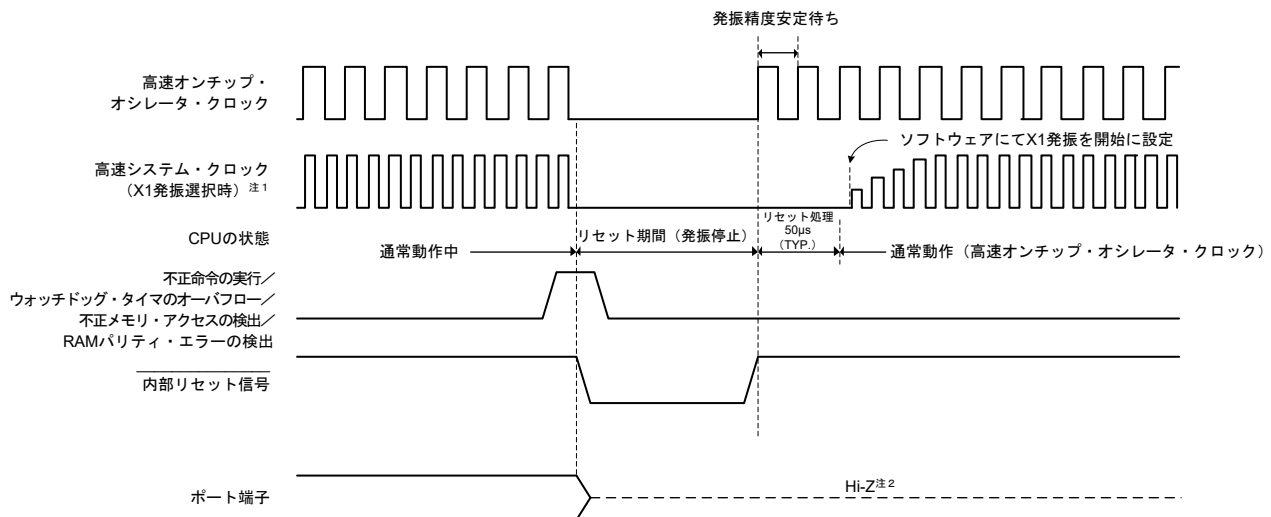 発振精度安定待ち
高速オンチップ・
オシレータ・クロック
ソフトウェアにてX1発振を開始に設定
高速システム・クロック
（X1発振選択時）注1
CPUの状態
通常動作中
リセット期間（発振停止）
リセット処理
50μs
（TYP.）
通常動作（高速オンチップ・オシレータ・クロック）
不正命令の実行／
ウォッチドッグ・タイマのオーバフロー／
不正メモリ・アクセスの検出／
RAMパリティ・エラーの検出
内部リセット信号
ポート端子
Hi-Z注2